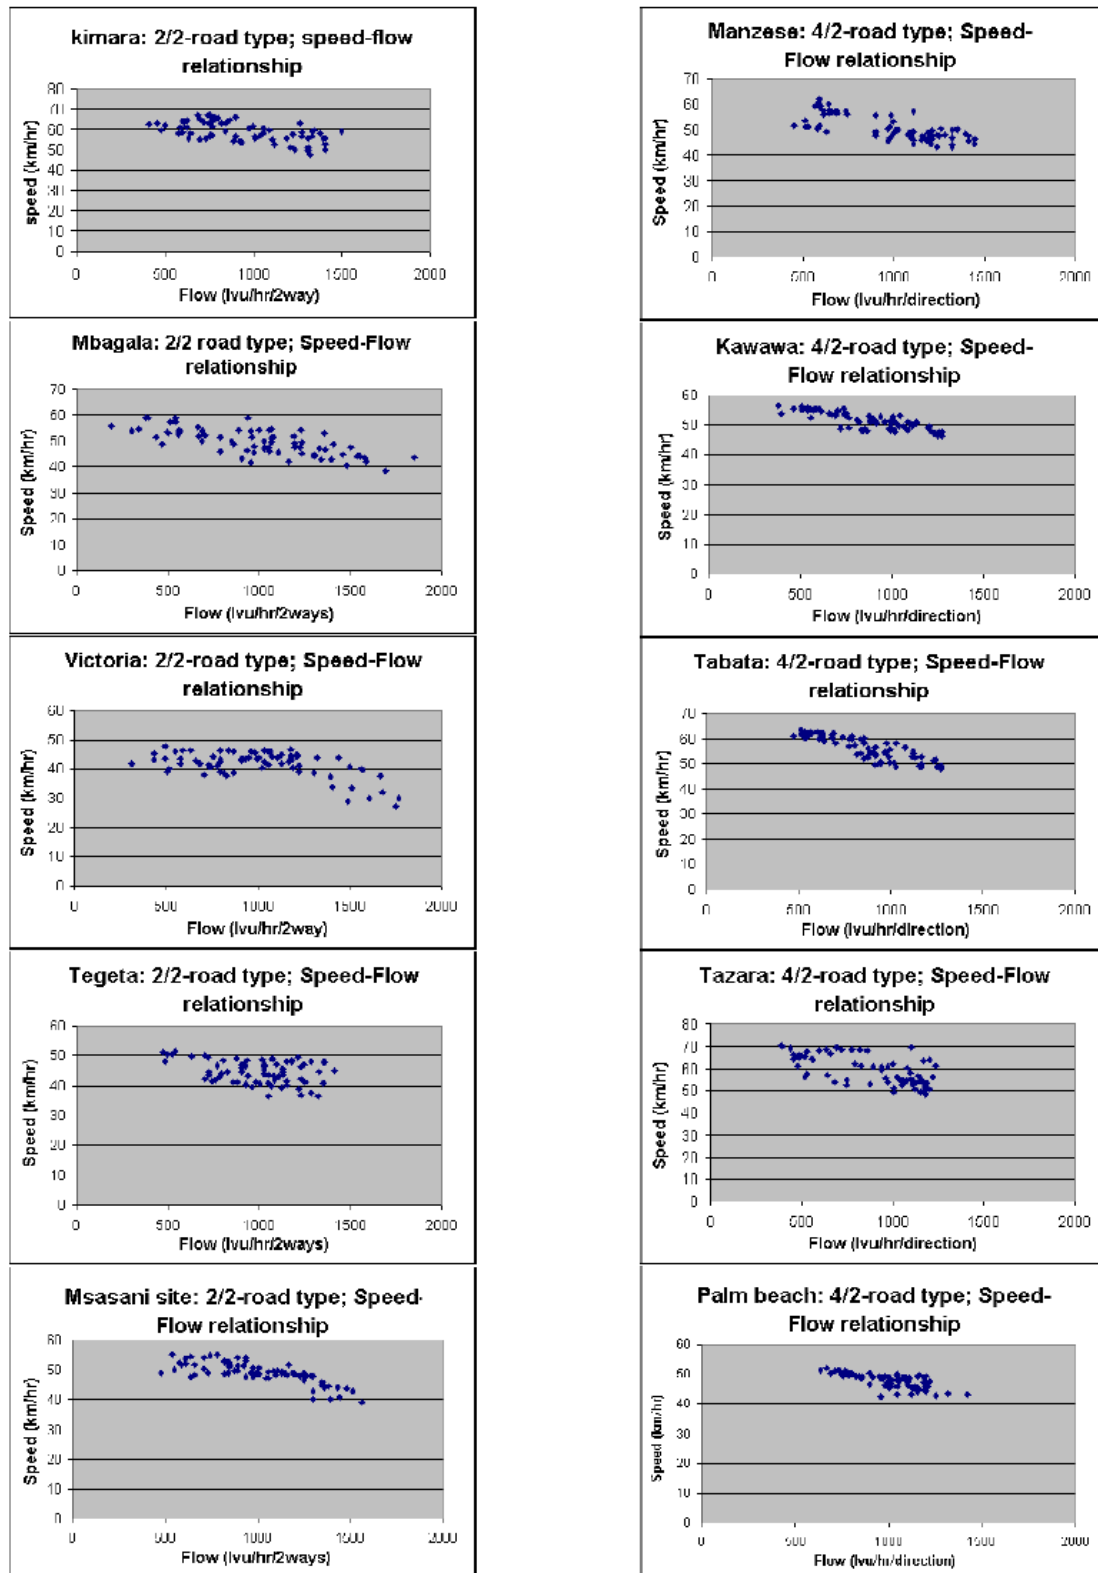 kimara: 2/2-road type; speed-flow
relationship
80
70
60
50
40
30
20
10
0
speed (km/hr)
0 500 1000 1500 2000
Flow (lvu/hr/2way)
Manzese: 4/2-road type; Speed-
Flow relationship
70
60
50
40
30
20
10
0
Speed (km/hr)
0 500 1000 1500 2000
Flow (lvu/hr/direction)
Mbagala: 2/2 road type; Speed-Flow
relationship
70
60
50
40
30
20
10
0
Speed (km/hr)
0 500 1000 1500 2000
Flow (lvu/hr/2ways)
Kawawa: 4/2-road type; Speed-
Flow relationship
60
50
40
30
20
10
0
Speed (km/hr)
0 500 1000 1500 2000
Flow (lvu/hr/direction)
Victoria: 2/2-road type; Speed-Flow
relationship
60
50
40
30
20
10
0
Speed (km/hr)
0 500 1000 1500 2000
Flow (lvu/hr/2way)
Tabata: 4/2-road type; Speed-Flow
relationship
70
60
50
40
30
20
10
0
Speed (km/hr)
0 500 1000 1500 2000
Flow (lvu/hr/direction)
Tegeta: 2/2-road type; Speed-Flow
relationship
60
50
40
30
20
10
0
Speed (km/hr)
0 500 1000 1500 2000
Flow (lvu/hr/2ways)
Tazara: 4/2-road type; Speed-Flow
relationship
80
70
60
50
40
30
20
10
0
Speed (km/hr)
0 500 1000 1500 2000
Flow (lvu/hr/direction)
Msasani site: 2/2-road type; Speed-
Flow relationship
60
50
40
30
20
10
0
Speed (km/hr)
0 500 1000 1500 2000
Flow (lvu/hr/2ways)
Palm beach: 4/2-road type; Speed-
Flow relationship
60
50
40
30
20
10
0
Speed (km/hr)
0 500 1000 1500 2000
Flow (lvu/hr/direction)